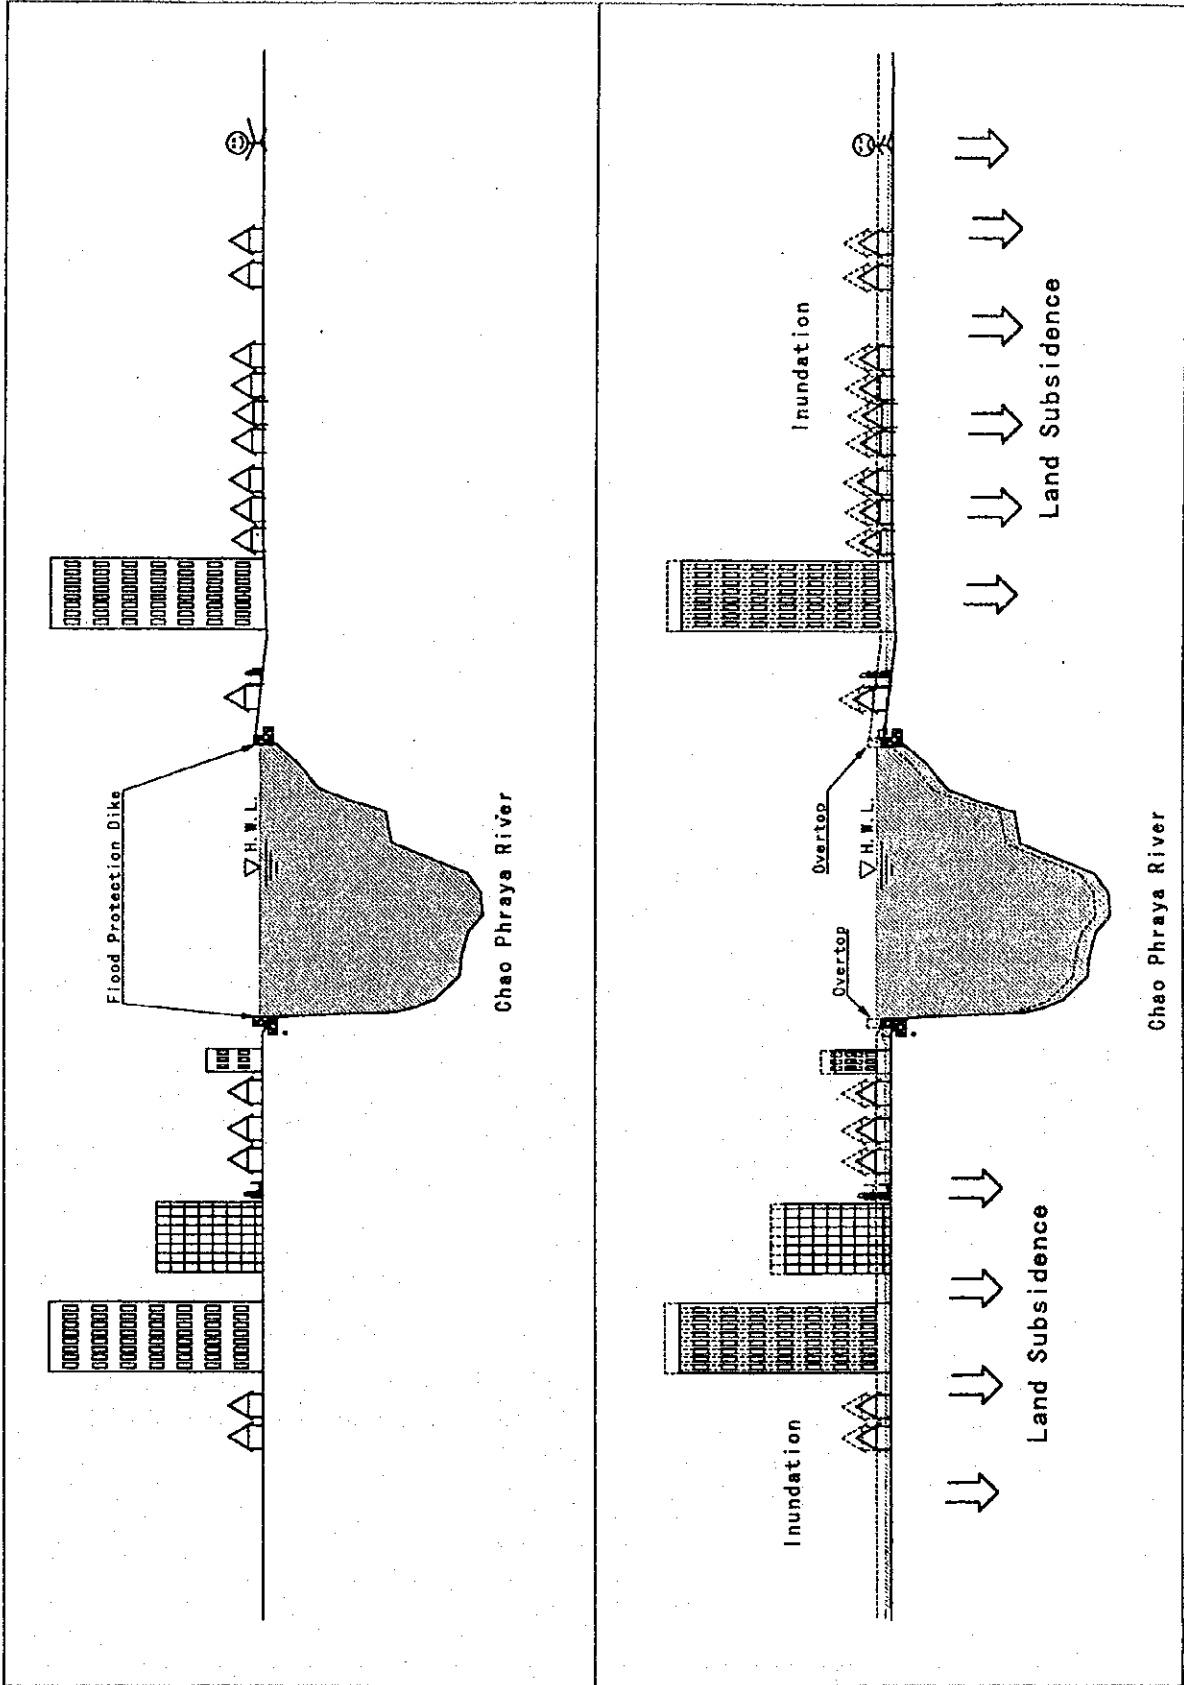 Flood Protection Dike
H.W.L.
Chao Phraya River
Inundation
Overtop
Overtop
H.W.L.
Inundation
Land Subsidence
Land Subsidence
Chao Phraya River